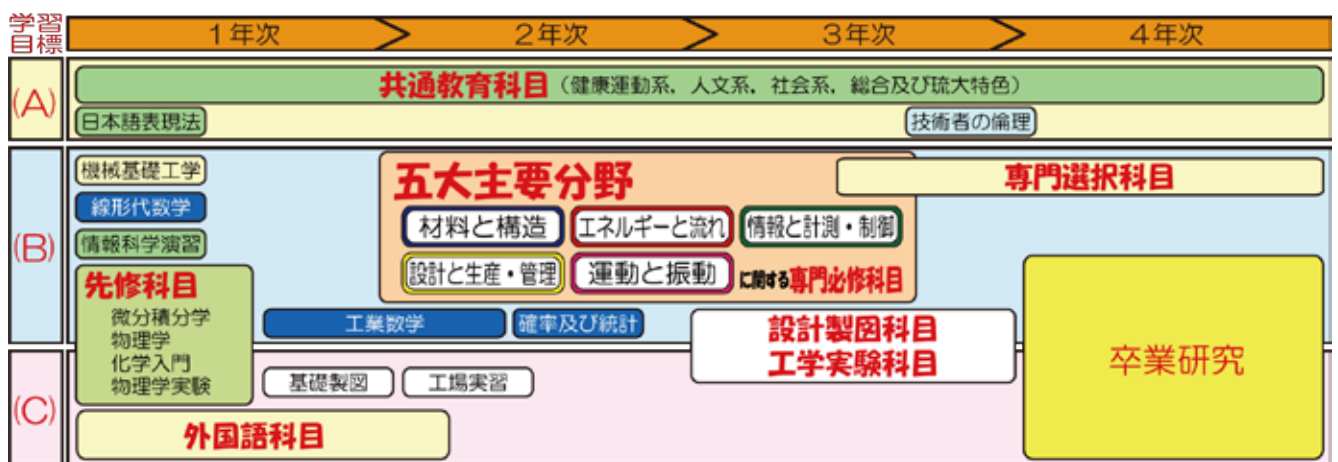 学習
目標
1年次
2年次
3年次
4年次
(A)
共通教育科目(健康運動系，人文系，社会系，総合及び琉大特色)
日本語表現法
技術者の倫理
(B)
機械基礎工学
線形代数学
情報科学演習
先修科目
微分積分学
物理学
化学入門
物理学実験
五大主要分野
材料と構造
エネルギーと流れ
情報と計測・制御
設計と生産・管理
運動と振動
に関する専門必修科目
専門選択科目
工業数学
確率及び統計
設計製図科目
工学実験科目
卒業研究
(C)
基礎製図
工場実習
外国語科目